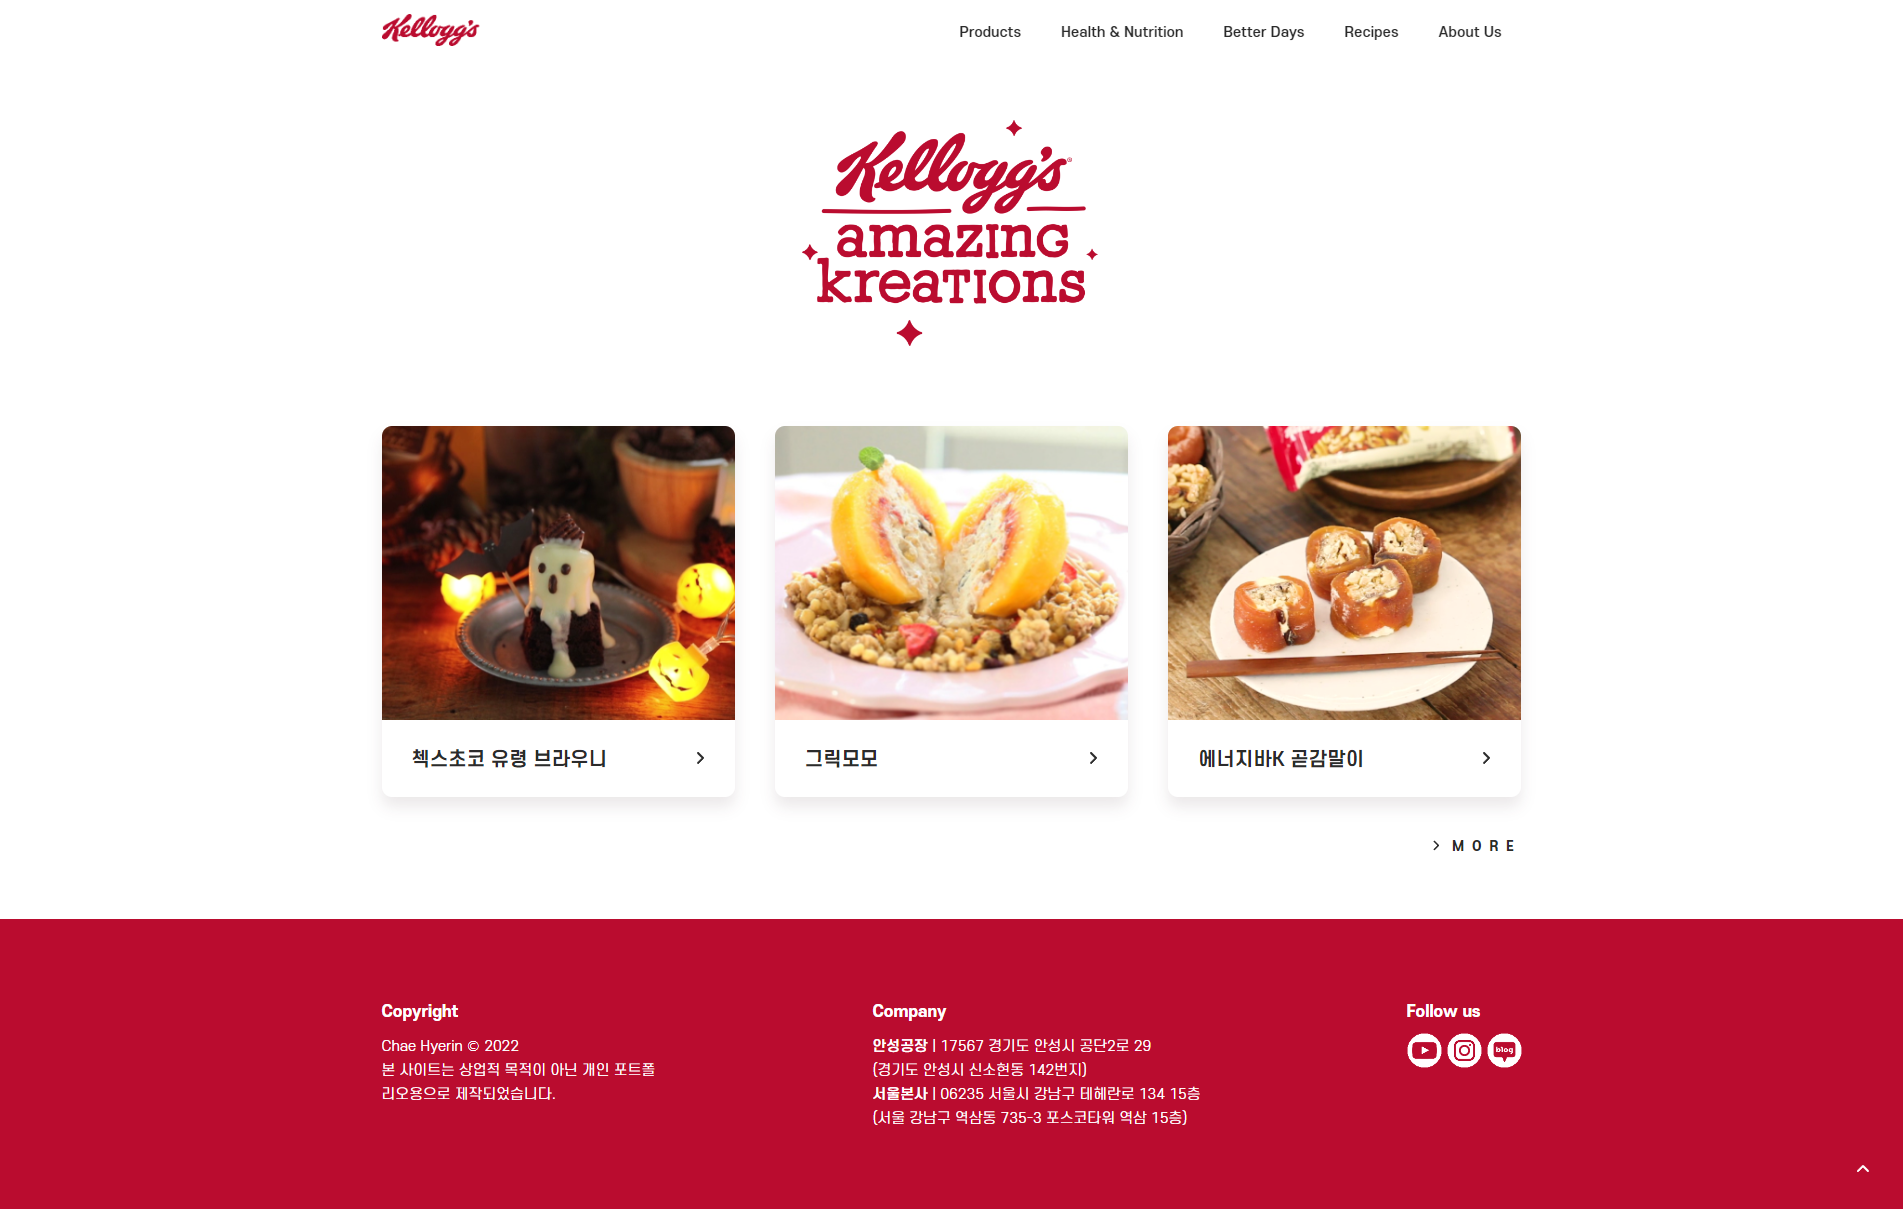 Kellogg's
Products
Health & Nutrition
Better Days
Recipes
About Us
Kellogg's®
amazing
kreations
첵스초코 유령 브라우니
그릭모모
에너지바K 곶감말이
MORE
Copyright
Chae Hyerin © 2022
본 사이트는 상업적 목적이 아닌 개인 포트폴
리오용으로 제작되었습니다.
Company
안성공장 | 17567 경기도 안성시 공단2로 29
(경기도 안성시 신소현동 142번지)
서울본사 | 06235 서울시 강남구 테헤란로 134 15층
(서울 강남구 역삼동 735-3 포스코타워 역삼 15층)
Follow us
blog